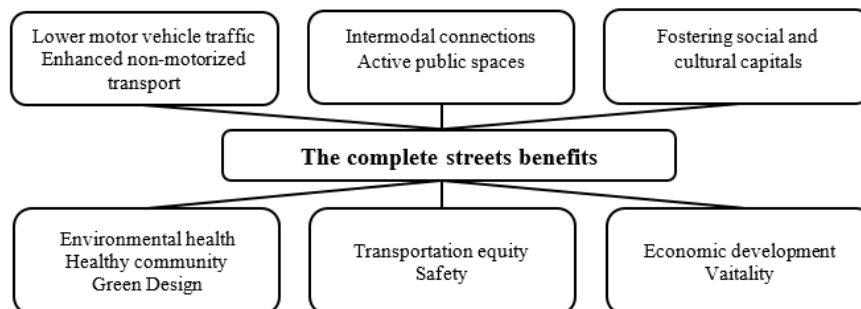 Lower motor vehicle traffic
Enhanced non-motorized
transport
Intermodal connections
Active public spaces
Fostering social and
cultural capitals
The complete streets benefits
Environmental health
Healthy community
Green Design
Transportation equity
Safety
Economic development
Vaitality